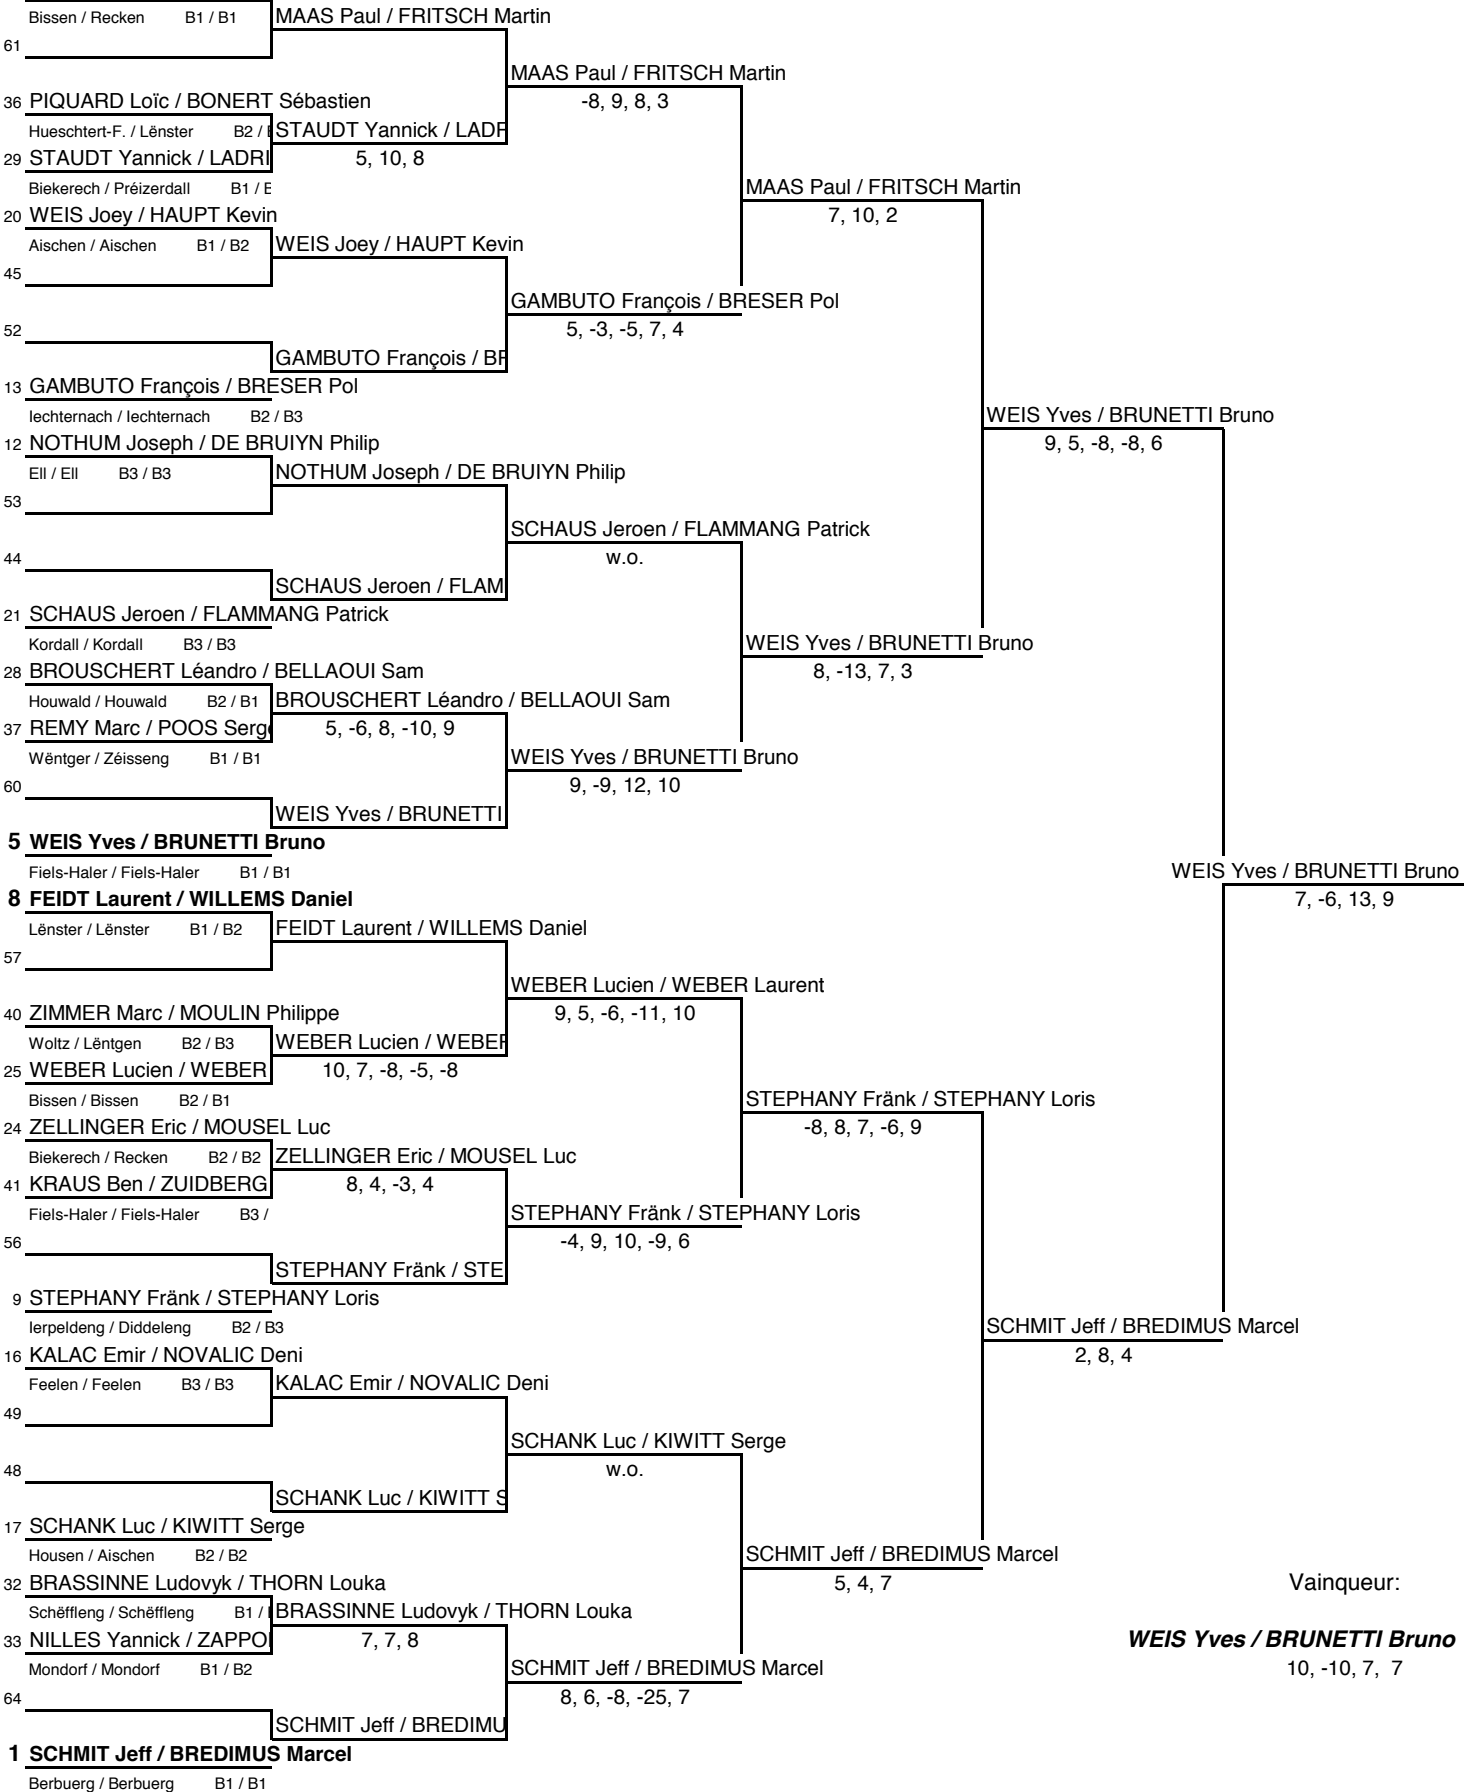 Bissen / Recken B1 / B1 MAAS Paul / FRITSCH Martin
61
MAAS Paul / FRITSCH Martin
36 PIQUARD Loïc / BONERT Sébastien -8, 9, 8, 3
Hueschtert-F. / Lënster B2 / STAUDT Yannick / LADR
29 STAUDT Yannick / LADRI 5, 10, 8
Biekerech / Préizerdall B1 / MAAS Paul / FRITSCH Martin
20 WEIS Joey / HAUPT Kevin 7, 10, 2
Aischen / Aischen B1 / B2 WEIS Joey / HAUPT Kevin
45
GAMBUTO François / BRESER Pol
52 5, -3, -5, 7, 4
GAMBUTO François / BR
13 GAMBUTO François / BRESER Pol
Iechternach / Iechternach B2 / B3 WEIS Yves / BRUNETTI Bruno
12 NOTHUM Joseph / DE BRUIYN Philip 9, 5, -8, -8, 6
Ell / Ell B3 / B3 NOTHUM Joseph / DE BRUIYN Philip
53
SCHAUS Jeroen / FLAMMANG Patrick
44 w.o.
SCHAUS Jeroen / FLAM
21 SCHAUS Jeroen / FLAMMANG Patrick
Kordall / Kordall B3 / B3 WEIS Yves / BRUNETTI Bruno
28 BROUSCHERT Léandro / BELLAOUI Sam 8, -13, 7, 3
Houwald / Houwald B2 / B1 BROUSCHERT Léandro / BELLAOUI Sam
37 REMY Marc / POOS Serge 5, -6, 8, -10, 9
Wëntger / Zéisseng B1 / B1 WEIS Yves / BRUNETTI Bruno
60 9, -9, 12, 10
WEIS Yves / BRUNETTI
5 WEIS Yves / BRUNETTI Bruno
Fiels-Haler / Fiels-Haler B1 / B1 WEIS Yves / BRUNETTI Bruno
8 FEIDT Laurent / WILLEMS Daniel 7, -6, 13, 9
Lënster / Lënster B1 / B2 FEIDT Laurent / WILLEMS Daniel
57
WEBER Lucien / WEBER Laurent
40 ZIMMER Marc / MOULIN Philippe 9, 5, -6, -11, 10
Woltz / Lëntgen B2 / B3 WEBER Lucien / WEBER
25 WEBER Lucien / WEBER 10, 7, -8, -5, -8
Bissen / Bissen B2 / B1 STEPHANY Fränk / STEPHANY Loris
24 ZELLINGER Eric / MOUSEL Luc -8, 8, 7, -6, 9
Biekerech / Recken B2 / B2 ZELLINGER Eric / MOUSEL Luc
41 KRAUS Ben / ZUIDBERG 8, 4, -3, 4
Fiels-Haler / Fiels-Haler B3 / STEPHANY Fränk / STEPHANY Loris
56 -4, 9, 10, -9, 6
STEPHANY Fränk / STE
9 STEPHANY Fränk / STEPHANY Loris
Ierpeldeng / Diddeleng B2 / B3 SCHMIT Jeff / BREDIMUS Marcel
16 KALAC Emir / NOVALIC Deni 2, 8, 4
Feelen / Feelen B3 / B3 KALAC Emir / NOVALIC Deni
49
SCHANK Luc / KIWITT Serge
48 w.o.
SCHANK Luc / KIWITT S
17 SCHANK Luc / KIWITT Serge
Housen / Aischen B2 / B2 SCHMIT Jeff / BREDIMUS Marcel
32 BRASSINNE Ludovyk / THORN Louka 5, 4, 7 Vainqueur:
Schëffleng / Schëffleng B1 / BRASSINNE Ludovyk / THORN Louka
33 NILLES Yannick / ZAPPO 7, 7, 8 WEIS Yves / BRUNETTI Bruno
Mondorf / Mondorf B1 / B2 SCHMIT Jeff / BREDIMUS Marcel 10, -10, 7, 7
64 8, 6, -8, -25, 7
SCHMIT Jeff / BREDIMU
1 SCHMIT Jeff / BREDIMUS Marcel
Berbuerg / Berbuerg B1 / B1